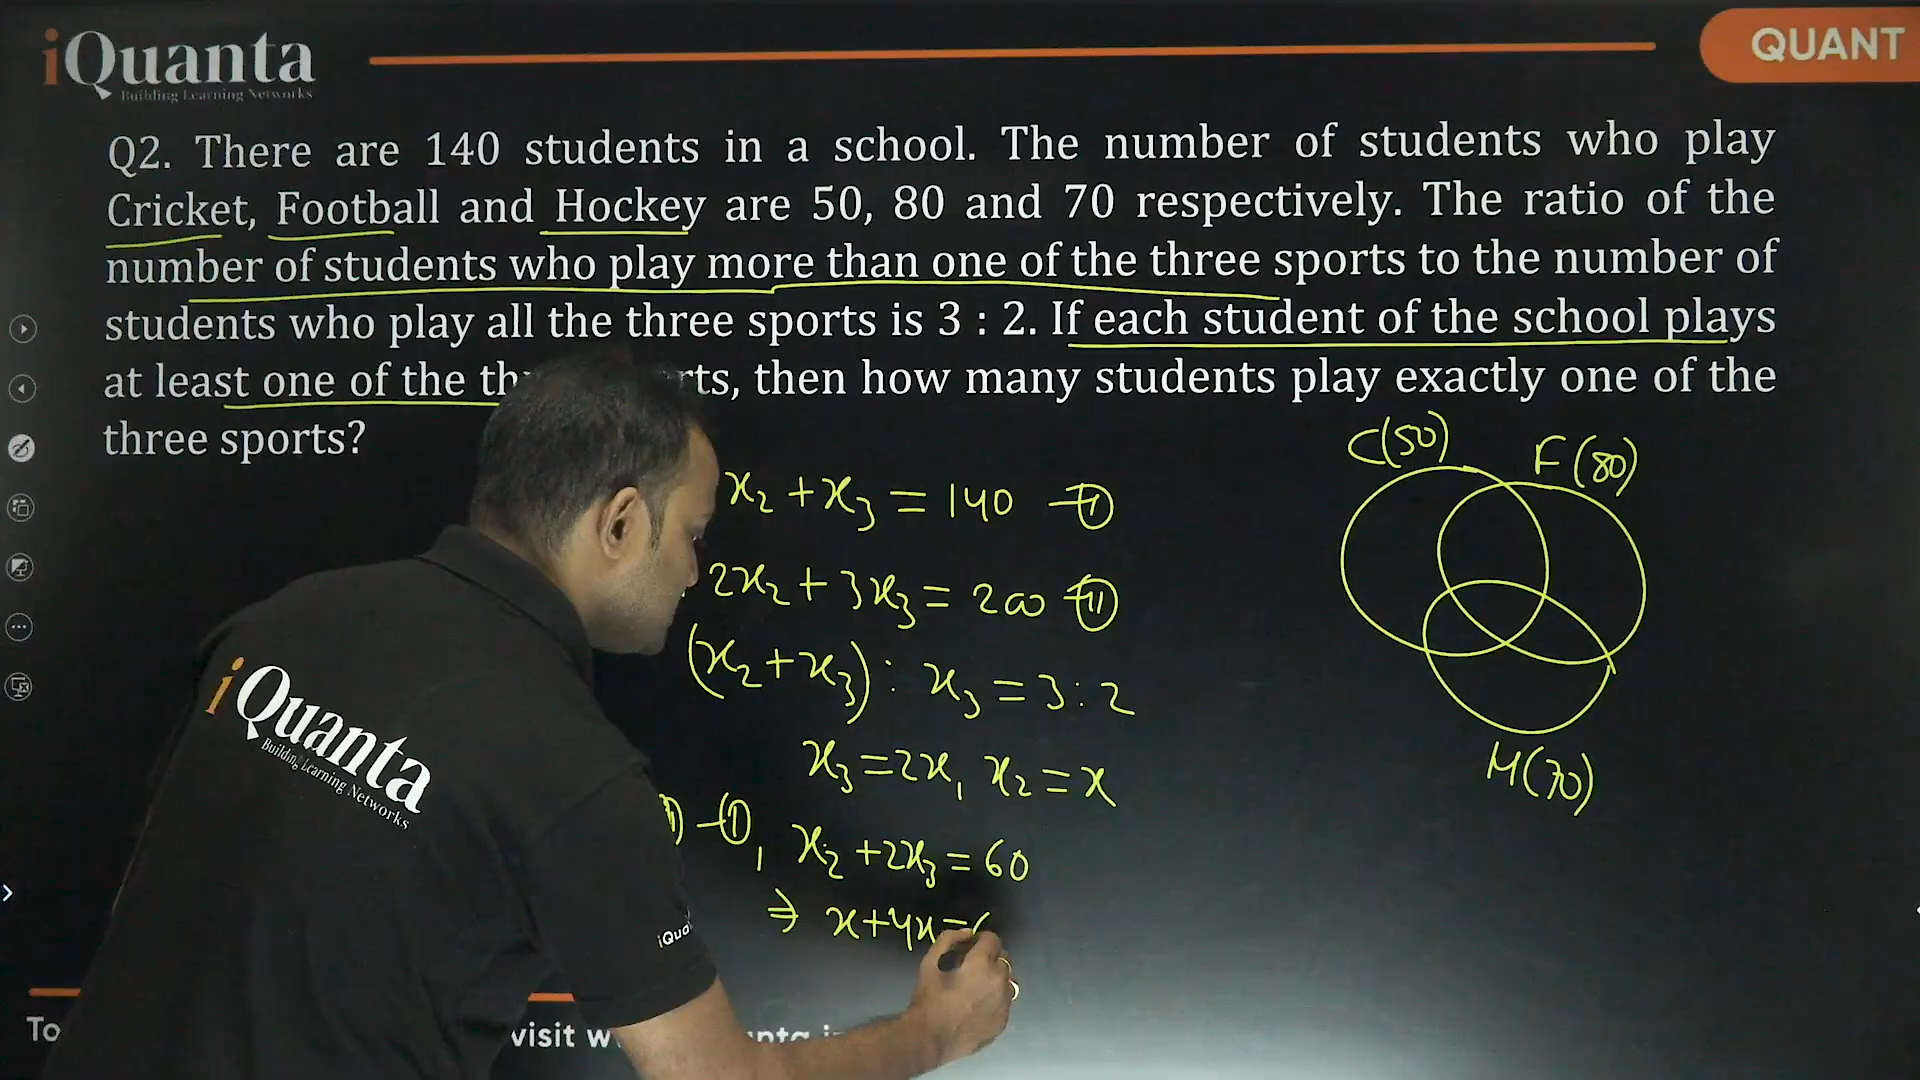 iQuanta
Building Learning Networks
QUANT
Q2. There are 140 students in a school. The number of students who play
Cricket, Football and Hockey are 50, 80 and 70 respectively. The ratio of the
number of students who play more than one of the three sports to the number of
students who play all the three sports is 3 : 2. If each student of the school plays
at least one of the th rts, then how many students play exactly one of the
three sports?
C(50)
F(80)
x₂ + x₃ = 140 - ①
2x₂ + 3x₃ = 200 - ⑪
(x₂ + x₃) : x₃ = 3 : 2
x₃ = 2x, x₂ = x
H(70)
) - ①, x₂ + 2x₃ = 60
⇒ x + 4x =
iQuanta
Building Learning Networks
iQua
To visit w